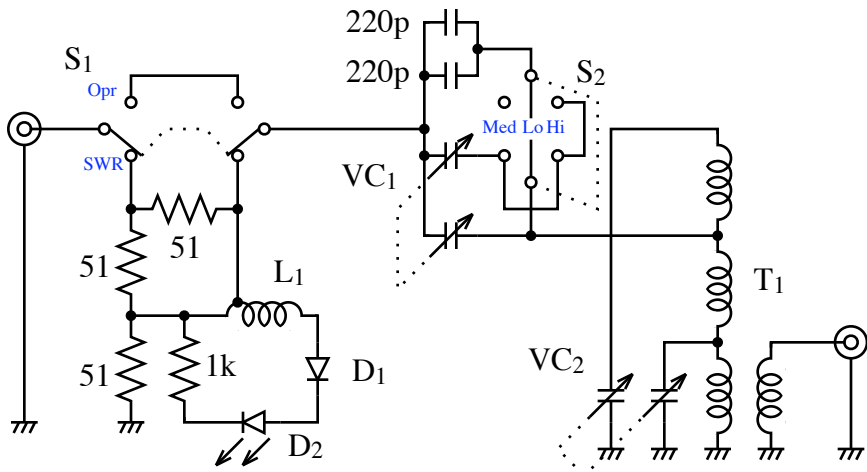 220p
S1
220p
S2
Opr
Med Lo Hi
SWR
VC1
51
51
L1
T1
51
1k
D1
VC2
D2